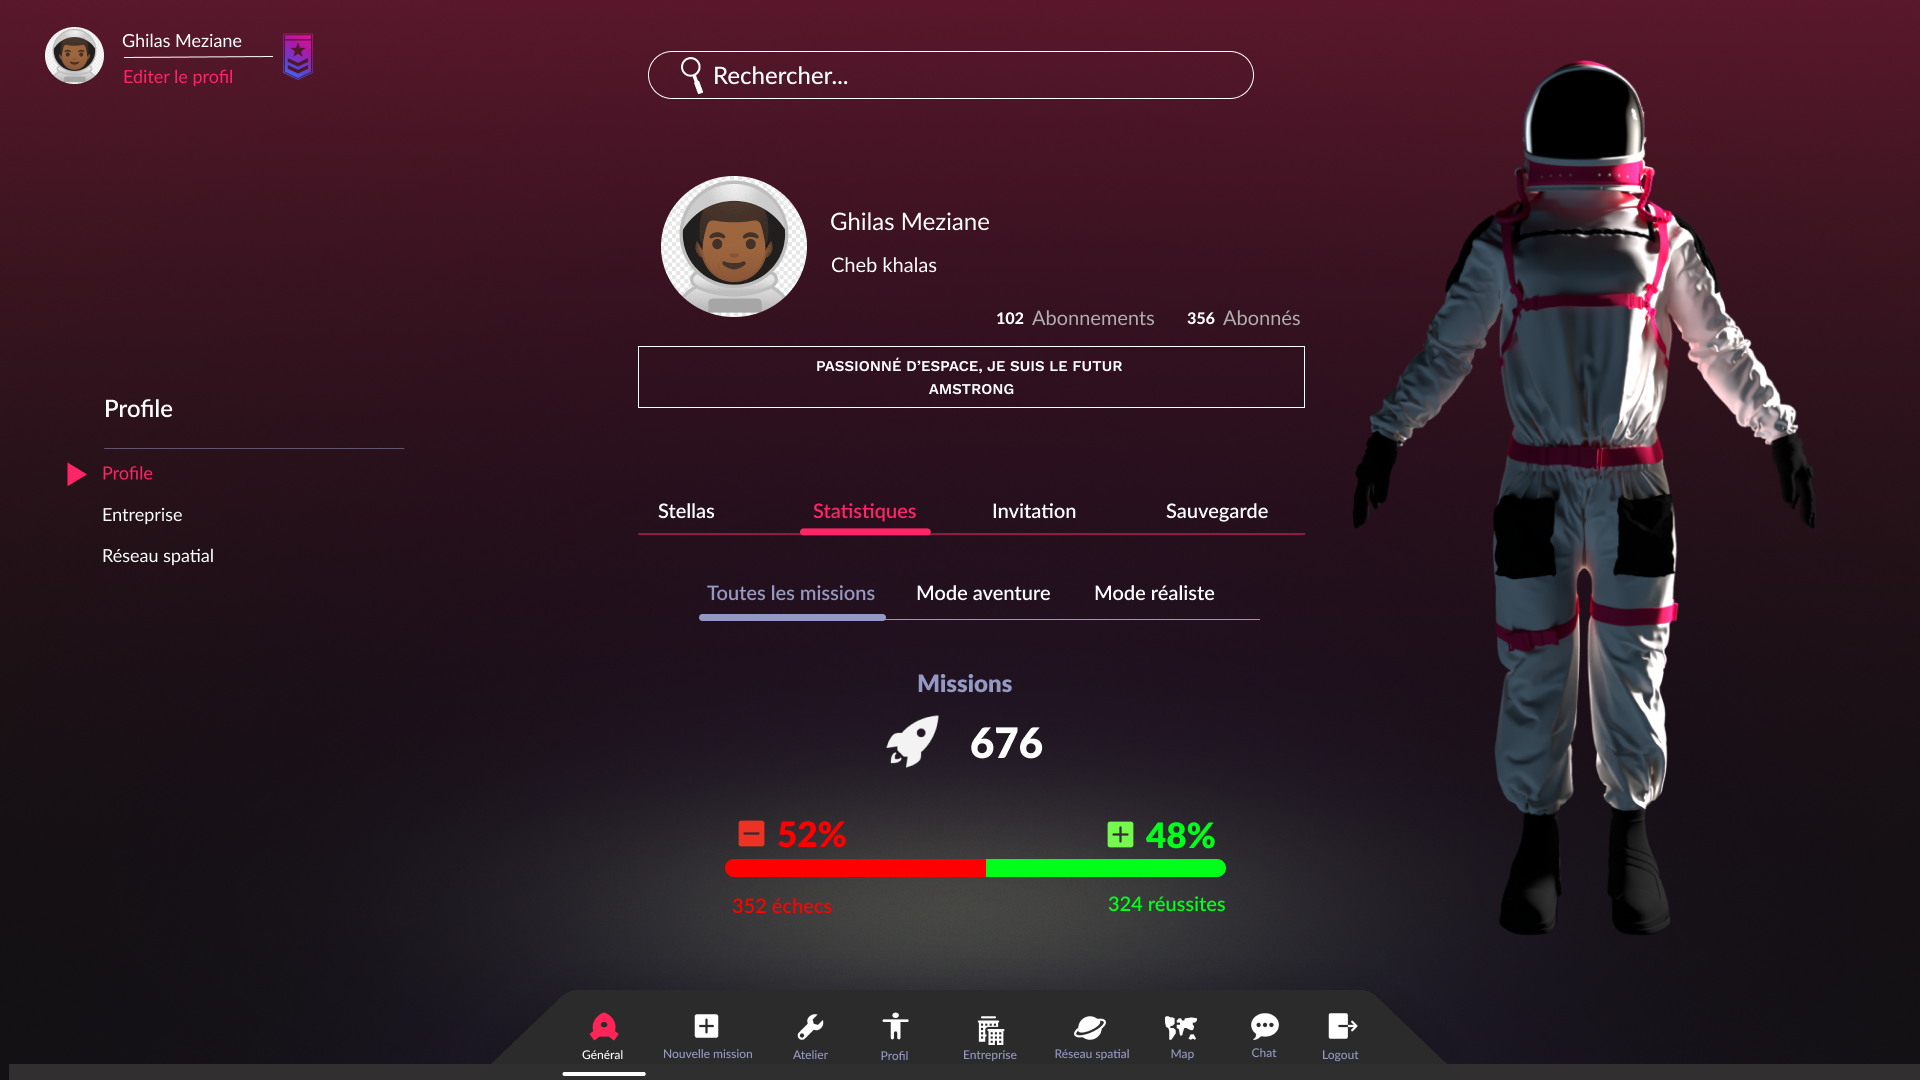 Ghilas Meziane
Editer le profil
Rechercher...
Ghilas Meziane
Cheb khalas
102 Abonnements 356 Abonnés
PASSIONNÉ D'ESPACE, JE SUIS LE FUTUR
AMSTRONG
Profile
Profile
Entreprise
Réseau spatial
Stellas Statistiques Invitation Sauvegarde
Toutes les missions Mode aventure Mode réaliste
Missions
676
52% 48%
352 échecs 324 réussites
Général Nouvelle mission Atelier Profil Entreprise Réseau spatial Map Chat Logout